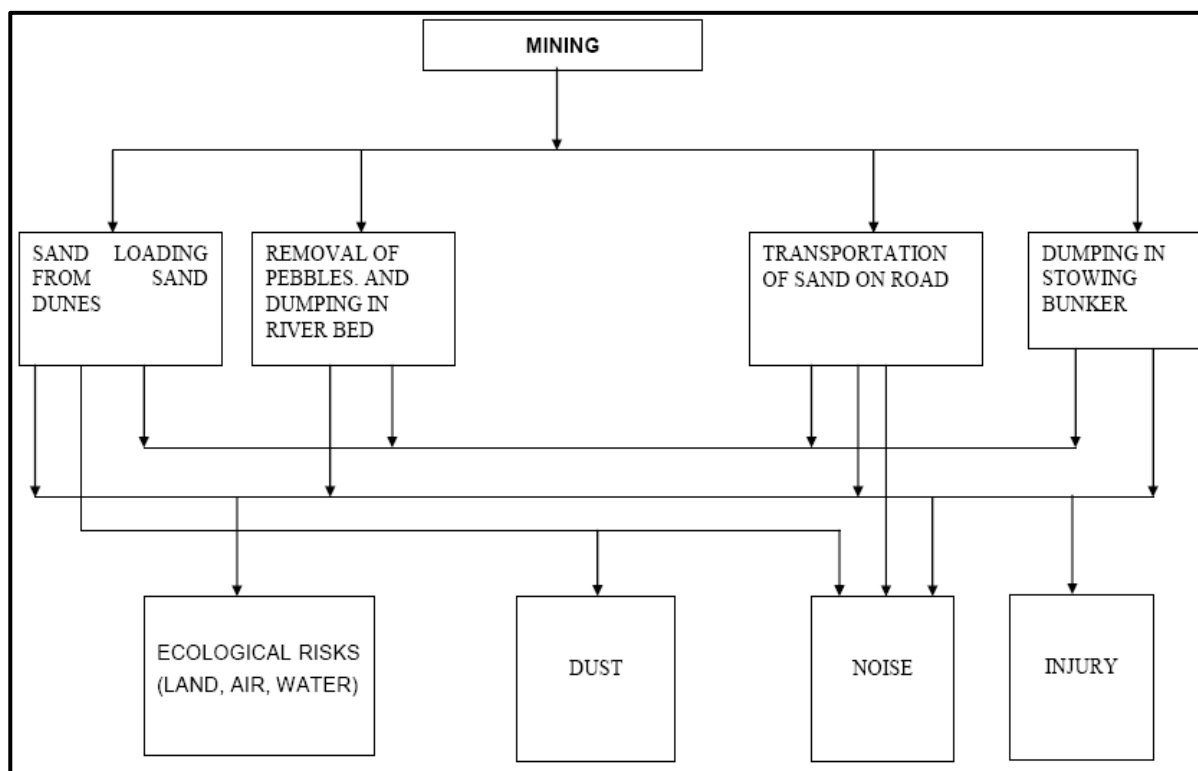 MINING
SAND LOADING
FROM SAND
DUNES
REMOVAL OF
PEBBLES. AND
DUMPING IN
RIVER BED
TRANSPORTATION
OF SAND ON ROAD
DUMPING IN
STOWING
BUNKER
ECOLOGICAL RISKS
(LAND, AIR, WATER)
DUST
NOISE
INJURY